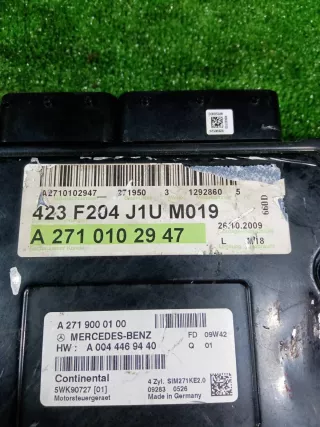 A2710102947 271950 3 1292860 5
423 F204 J1U M019
26.10.2009
A 271 010 29 47
L M18
A 271 900 01 00
MERCEDES-BENZ
HW : A 004 446 94 40
FD 09W42
Q 01
Continental
5WK90727 [01]
Motorsteuergeraet
4 Zyl. SIM271KE2.0
09283 0526
Made in Germany